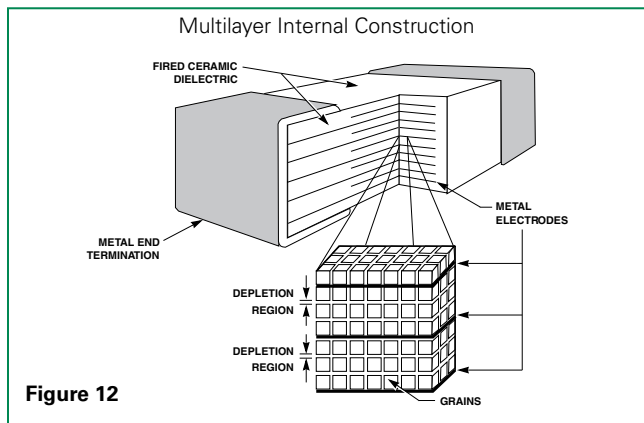 Multilayer Internal Construction
FIRED CERAMIC
DIELECTRIC
METAL
ELECTRODES
METAL END
TERMINATION
DEPLETION
REGION
DEPLETION
REGION
GRAINS
Figure 12